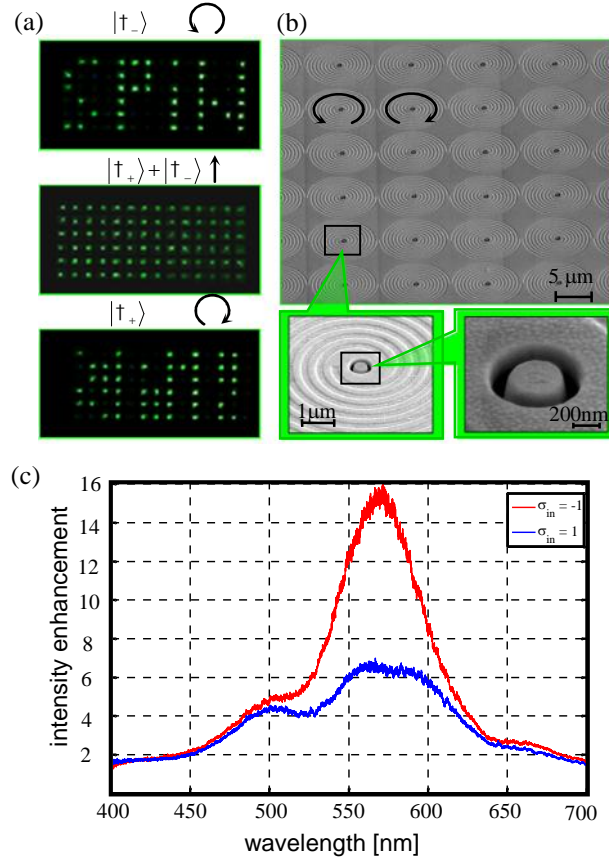 (a)
|†₋⟩
|†₊⟩+|†₋⟩
|†₊⟩
(b)
5 μm
1μm
200nm
(c)
16
14
12
10
8
6
4
2
400
450
500
550
600
650
700
intensity enhancement
wavelength [nm]
σin = -1
σin = 1